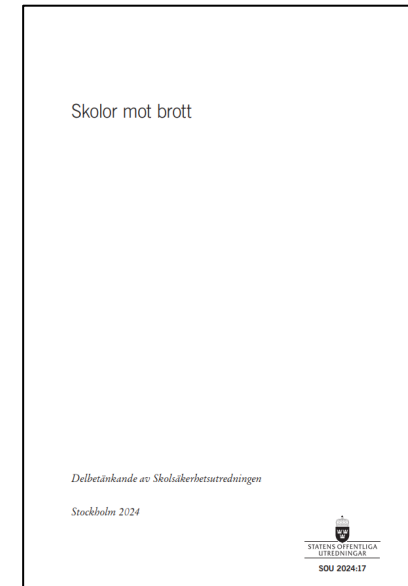 Skolor mot brott
Delbetänkande av Skolsäkerhetsutredningen
Stockholm 2024
STATENS OFFENTLIGA
UTREDNINGAR
SOU 2024:17